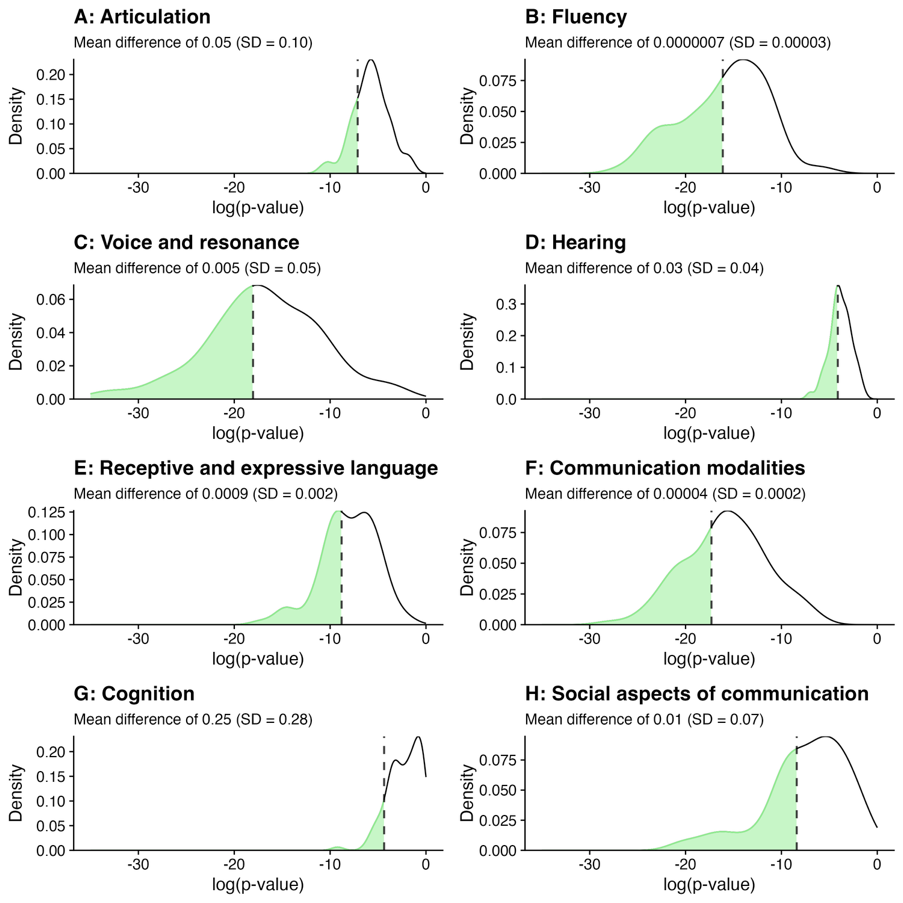 A: Articulation
Mean difference of 0.05 (SD = 0.10)
Density
0.20
0.15
0.10
0.05
0.00
-30 -20 -10 0
log(p-value)
B: Fluency
Mean difference of 0.0000007 (SD = 0.00003)
Density
0.075
0.050
0.025
0.000
-30 -20 -10 0
log(p-value)
C: Voice and resonance
Mean difference of 0.005 (SD = 0.05)
Density
0.06
0.04
0.02
0.00
-30 -20 -10 0
log(p-value)
D: Hearing
Mean difference of 0.03 (SD = 0.04)
Density
0.3
0.2
0.1
0.0
-30 -20 -10 0
log(p-value)
E: Receptive and expressive language
Mean difference of 0.0009 (SD = 0.002)
Density
0.125
0.100
0.075
0.050
0.025
0.000
-30 -20 -10 0
log(p-value)
F: Communication modalities
Mean difference of 0.00004 (SD = 0.0002)
Density
0.075
0.050
0.025
0.000
-30 -20 -10 0
log(p-value)
G: Cognition
Mean difference of 0.25 (SD = 0.28)
Density
0.20
0.15
0.10
0.05
0.00
-30 -20 -10 0
log(p-value)
H: Social aspects of communication
Mean difference of 0.01 (SD = 0.07)
Density
0.075
0.050
0.025
0.000
-30 -20 -10 0
log(p-value)